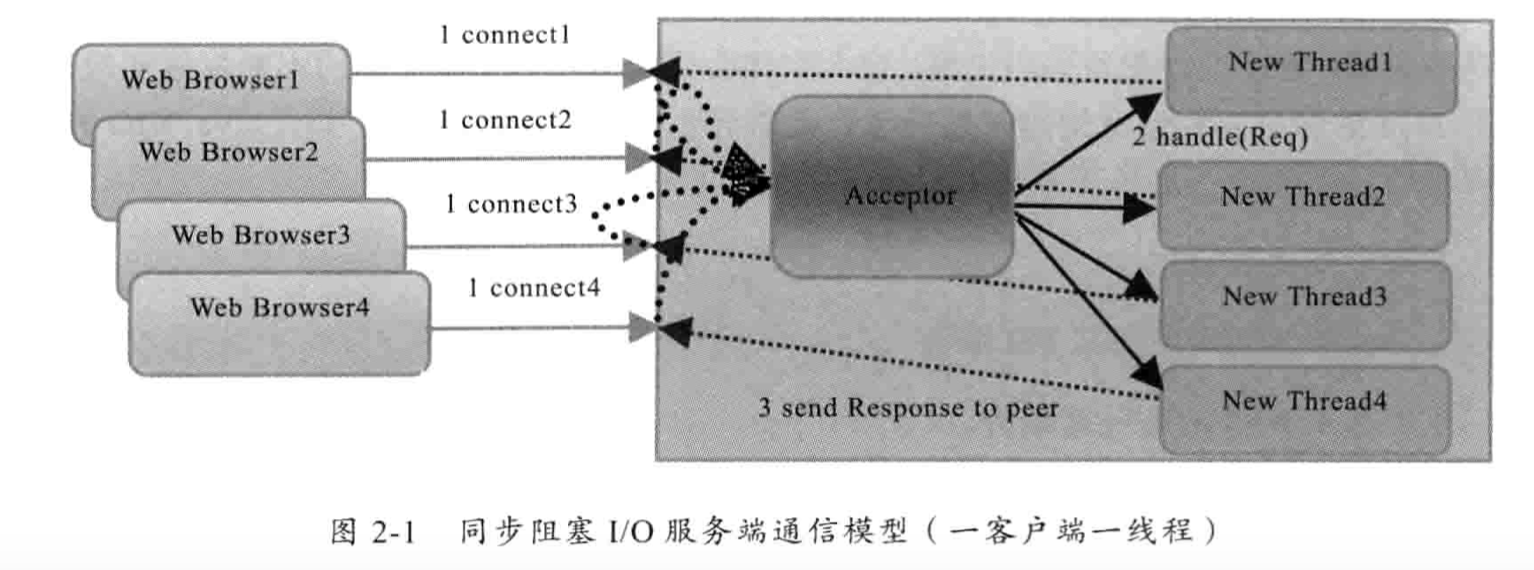 1 connect1
Web Browser1
New Thread1
1 connect2
2 handle(Req)
Web Browser2
1 connect3
Acceptor
New Thread2
Web Browser3
1 connect4
New Thread3
Web Browser4
3 send Response to peer
New Thread4
图 2-1 同步阻塞 I/O 服务端通信模型（一客户端一线程）